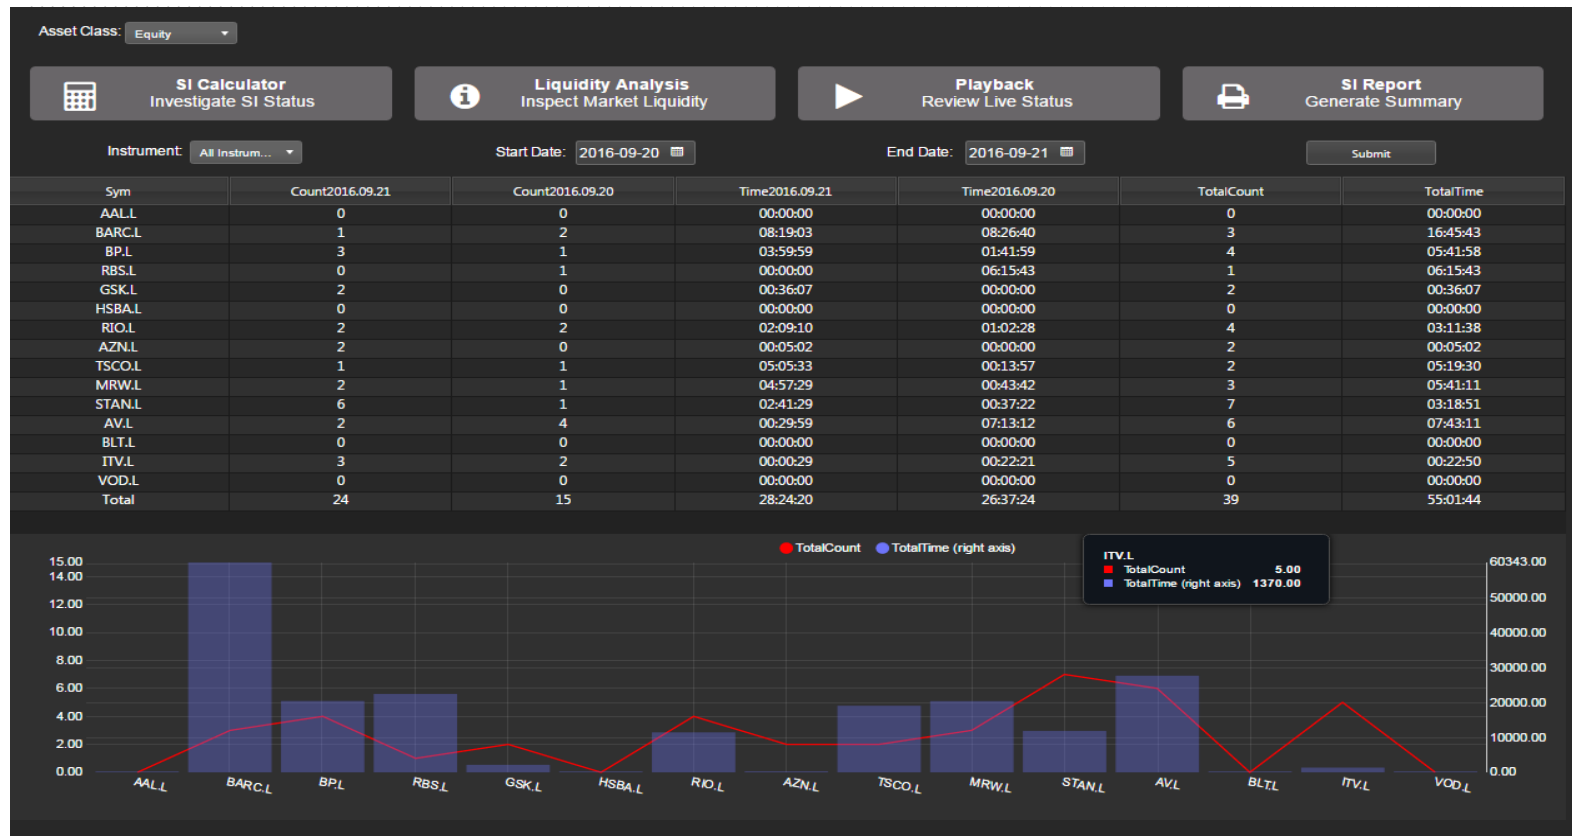 Asset Class: Equity
SI Calculator
Investigate SI Status
Liquidity Analysis
Inspect Market Liquidity
Playback
Review Live Status
SI Report
Generate Summary
Instrument: All Instrum... Start Date: 2016-09-20 End Date: 2016-09-21 Submit
Sym Count2016.09.21 Count2016.09.20 Time2016.09.21 Time2016.09.20 TotalCount TotalTime
AAL.L 0 0 00:00:00 00:00:00 0 00:00:00
BARC.L 1 2 08:19:03 08:26:40 3 16:45:43
BP.L 3 1 03:59:59 01:41:59 4 05:41:58
RBS.L 0 1 00:00:00 06:15:43 1 06:15:43
GSK.L 2 0 00:36:07 00:00:00 2 00:36:07
HSBA.L 0 0 00:00:00 00:00:00 0 00:00:00
RIO.L 2 2 02:09:10 01:02:28 4 03:11:38
AZN.L 2 0 00:05:02 00:00:00 2 00:05:02
TSCO.L 1 1 05:05:33 00:13:57 2 05:19:30
MRW.L 2 1 04:57:29 00:43:42 3 05:41:11
STAN.L 6 1 02:41:29 00:37:22 7 03:18:51
AV.L 2 4 00:29:59 07:13:12 6 07:43:11
BLT.L 0 0 00:00:00 00:00:00 0 00:00:00
ITV.L 3 2 00:00:29 00:22:21 5 00:22:50
VOD.L 0 0 00:00:00 00:00:00 0 00:00:00
Total 24 15 28:24:20 26:37:24 39 55:01:44
TotalCount TotalTime (right axis)
ITV.L
TotalCount 5.00
TotalTime (right axis) 1370.00
15.00 60343.00
14.00
12.00 50000.00
10.00 40000.00
8.00 30000.00
6.00 20000.00
4.00
2.00 10000.00
0.00 0.00
AAL.L BARC.L BP.L RBS.L GSK.L HSBA.L RIO.L AZN.L TSCO.L MRW.L STAN.L AV.L BLT.L ITV.L VOD.L